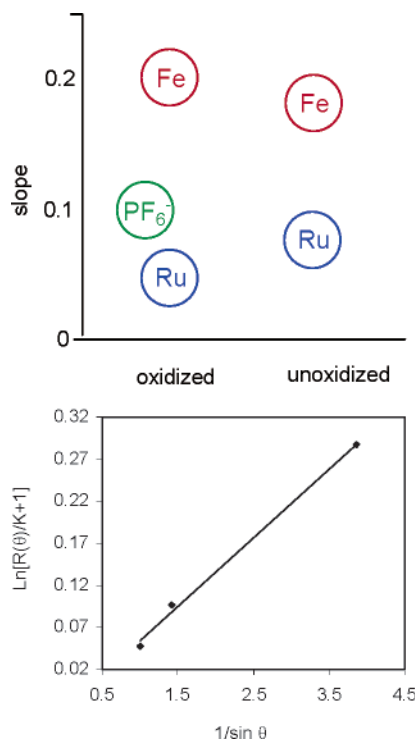 0.2
Fe
Fe
slope
0.1
PF6-
Ru
Ru
0
oxidized
unoxidized
0.32
0.27
Ln[R(θ)/K+1]
0.22
0.17
0.12
0.07
0.02
0.5
1.5
2.5
3.5
4.5
1/sin θ